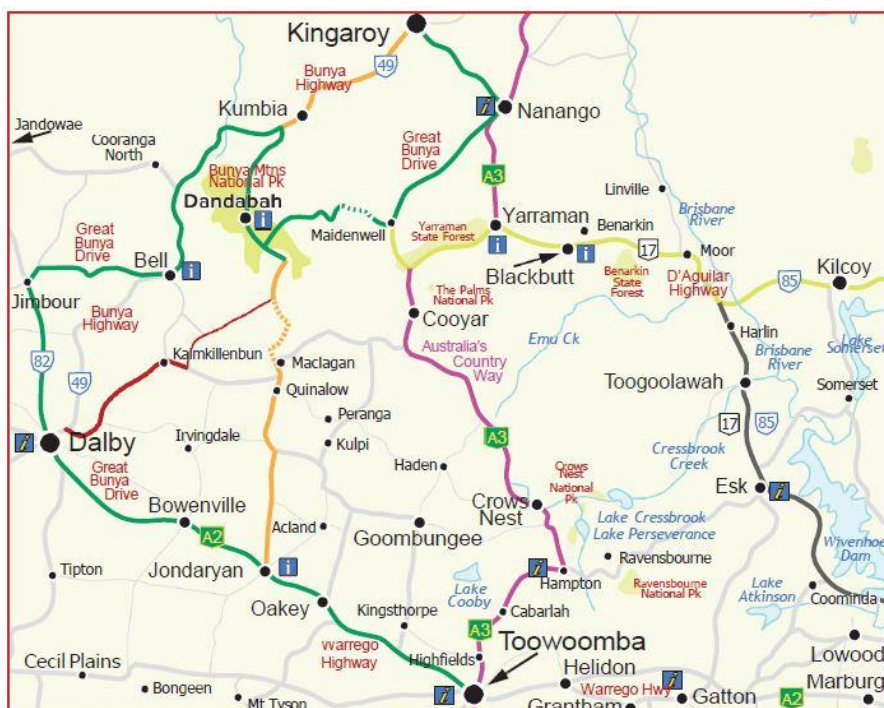 Kingaroy
49
Bunya
Highway
Kumbia
Nanango
i
Jandowae
Cooranga
North
Great
Bunya
Drive
Bunya Mtns
National Pk
Dandabah
i
A3
Linville
Brisbane
River
Yarraman
Benarkin
Maidenwell
Yarraman
State Forest
i
i
17
Moor
Great
Bunya
Drive
Bell
i
Blackbutt
Benarkin
State
Forest
D'Aguilar
Highway
85
Kilcoy
Jimbour
The Palms
National Pk
Bunya
Highway
Cooyar
Emu Ck
Harlin
Lake
Somerset
Australia's
Country
Way
Brisbane
River
82
49
Kaimkillenbun
Maclagan
Toogoolawah
Somerset
Quinalow
Peranga
17
85
i
Dalby
Irvingdale
Kulpi
A3
Cressbrook
Creek
Great
Bunya
Drive
Haden
Crows
Nest
National
Pk
Esk
i
Bowenville
Crows
Nest
A2
Acland
Goombungee
Lake Cressbrook
Lake Perseverance
Wivenhoe
Dam
Ravensbourne
Tipton
Jondaryan
i
i
Hampton
Ravensbourne
National Pk
Lake
Atkinson
Coominda
Lake
Cooby
Oakey
Kingsthorpe
Cabarlah
A3
Toowoomba
Warrego
Highway
Highfields
Lowood
Cecil Plains
Helidon
i
Marburg
Bongeen
Mt Tyson
i
Warrego Hwy
Gatton
A2
Grantham